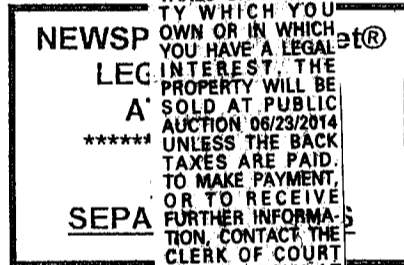 TY WHICH YOU
NEWSP OWN OR IN WHICH et®
YOU HAVE A LEGAL
LEG INTEREST. THE
PROPERTY WILL BE
A SOLD AT PUBLIC
AUCTION 06/23/2014
****** UNLESS THE BACK
TAXES ARE PAID.
TO MAKE PAYMENT,
OR TO RECEIVE
SEPA FURTHER INFORMA- S
TION, CONTACT THE
CLERK OF COURT